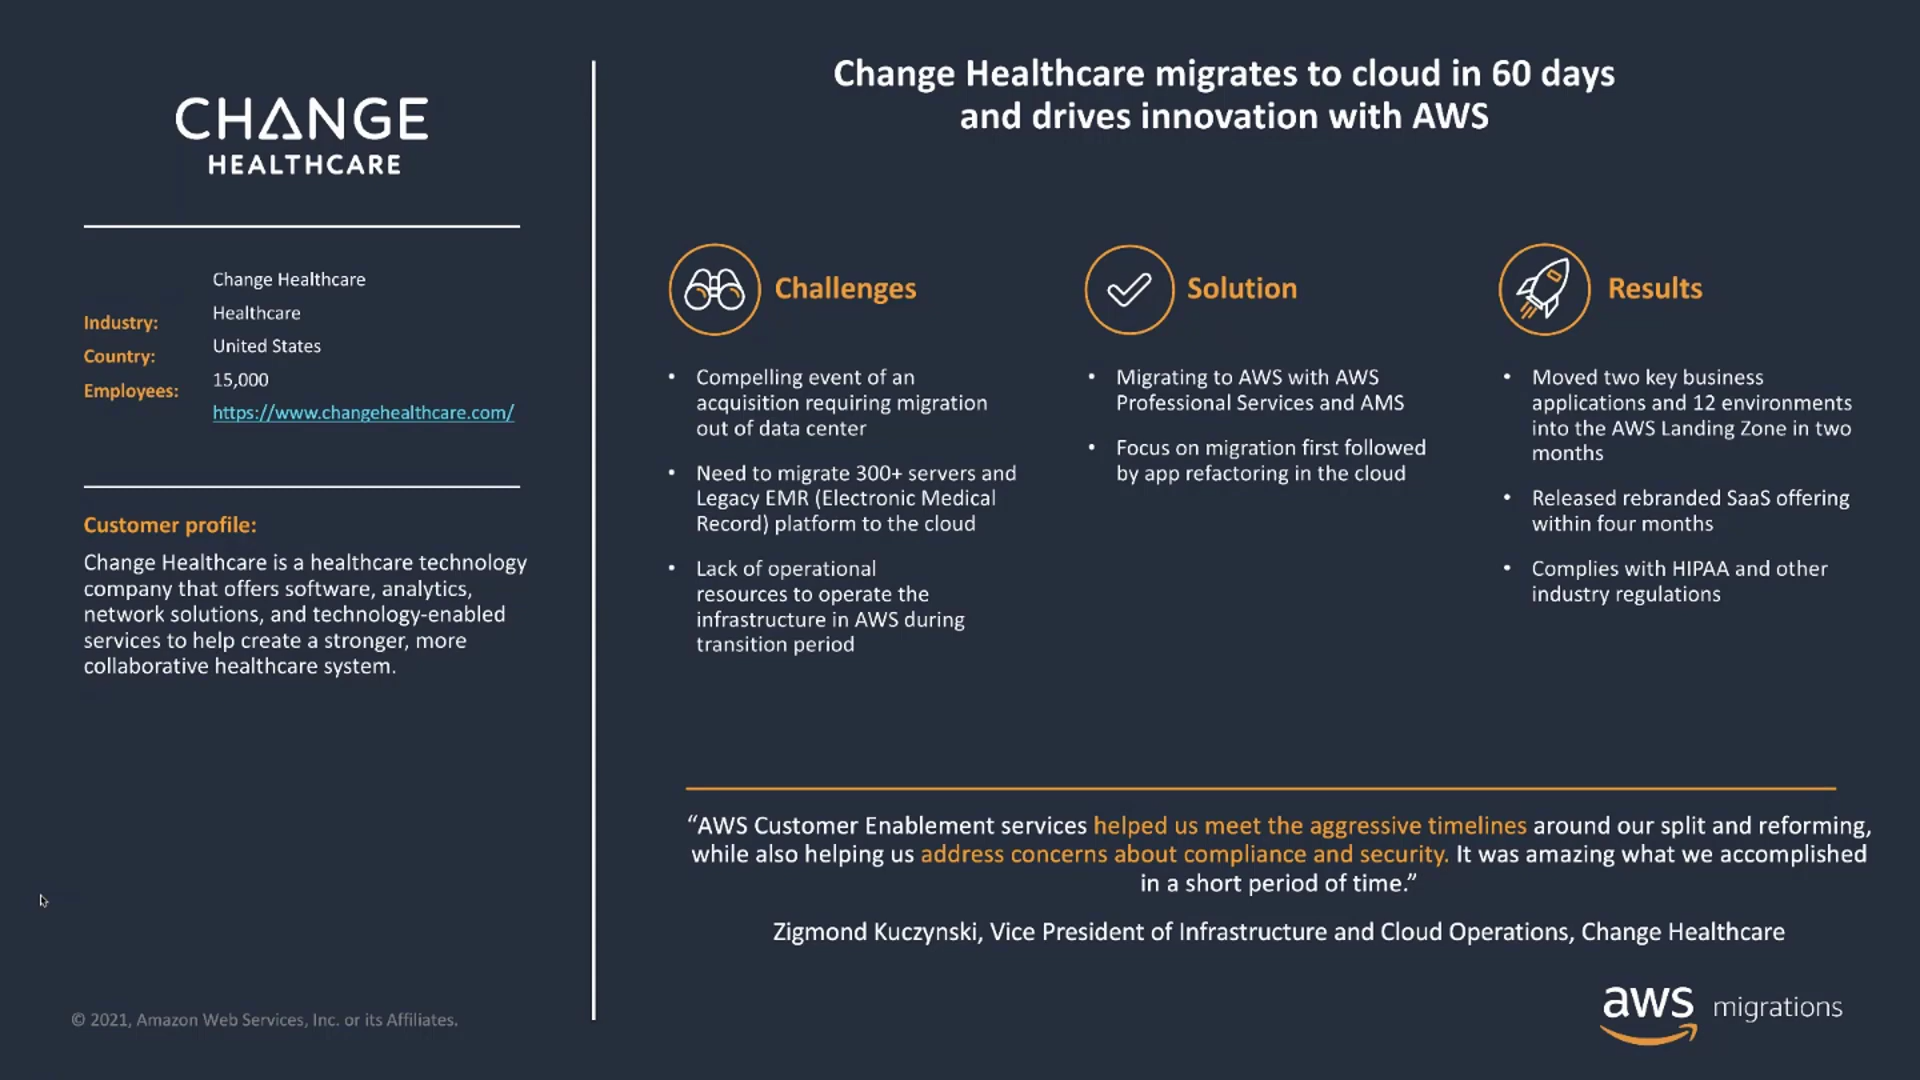 CHANGE
HEALTHCARE
Change Healthcare
Industry: Healthcare
Country: United States
Employees: 15,000
https://www.changehealthcare.com/
Customer profile:
Change Healthcare is a healthcare technology
company that offers software, analytics,
network solutions, and technology-enabled
services to help create a stronger, more
collaborative healthcare system.
© 2021, Amazon Web Services, Inc. or its Affiliates.
Change Healthcare migrates to cloud in 60 days
and drives innovation with AWS
Challenges
• Compelling event of an
acquisition requiring migration
out of data center
• Need to migrate 300+ servers and
Legacy EMR (Electronic Medical
Record) platform to the cloud
• Lack of operational
resources to operate the
infrastructure in AWS during
transition period
Solution
• Migrating to AWS with AWS
Professional Services and AMS
• Focus on migration first followed
by app refactoring in the cloud
Results
• Moved two key business
applications and 12 environments
into the AWS Landing Zone in two
months
• Released rebranded SaaS offering
within four months
• Complies with HIPAA and other
industry regulations
“AWS Customer Enablement services helped us meet the aggressive timelines around our split and reforming,
while also helping us address concerns about compliance and security. It was amazing what we accomplished
in a short period of time.”
Zigmond Kuczynski, Vice President of Infrastructure and Cloud Operations, Change Healthcare
aws migrations